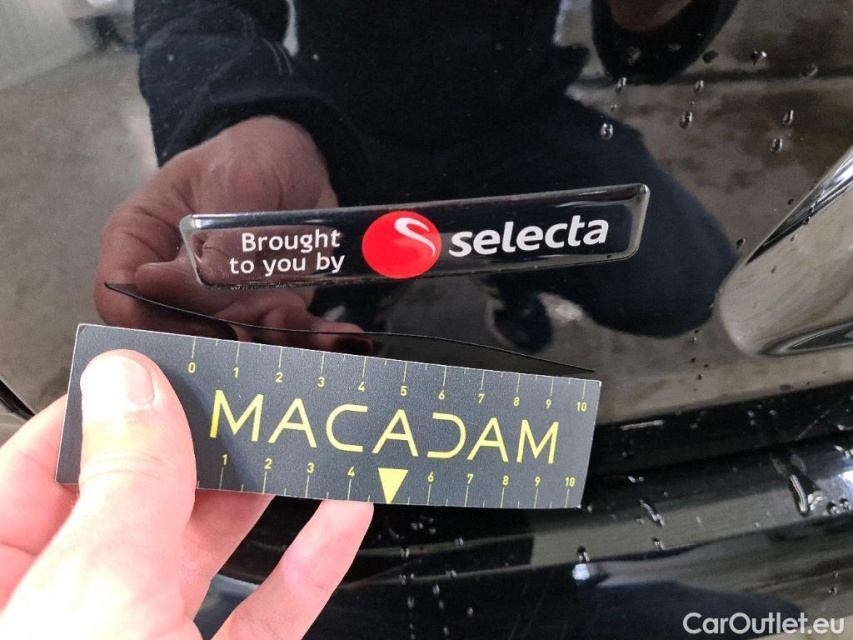 Brought
to you by
selecta
0 1 2 3 4 5 6 7 8 9 10
MACADAM
1 2 3 4 6 7 8 9 10
CarOutlet.eu